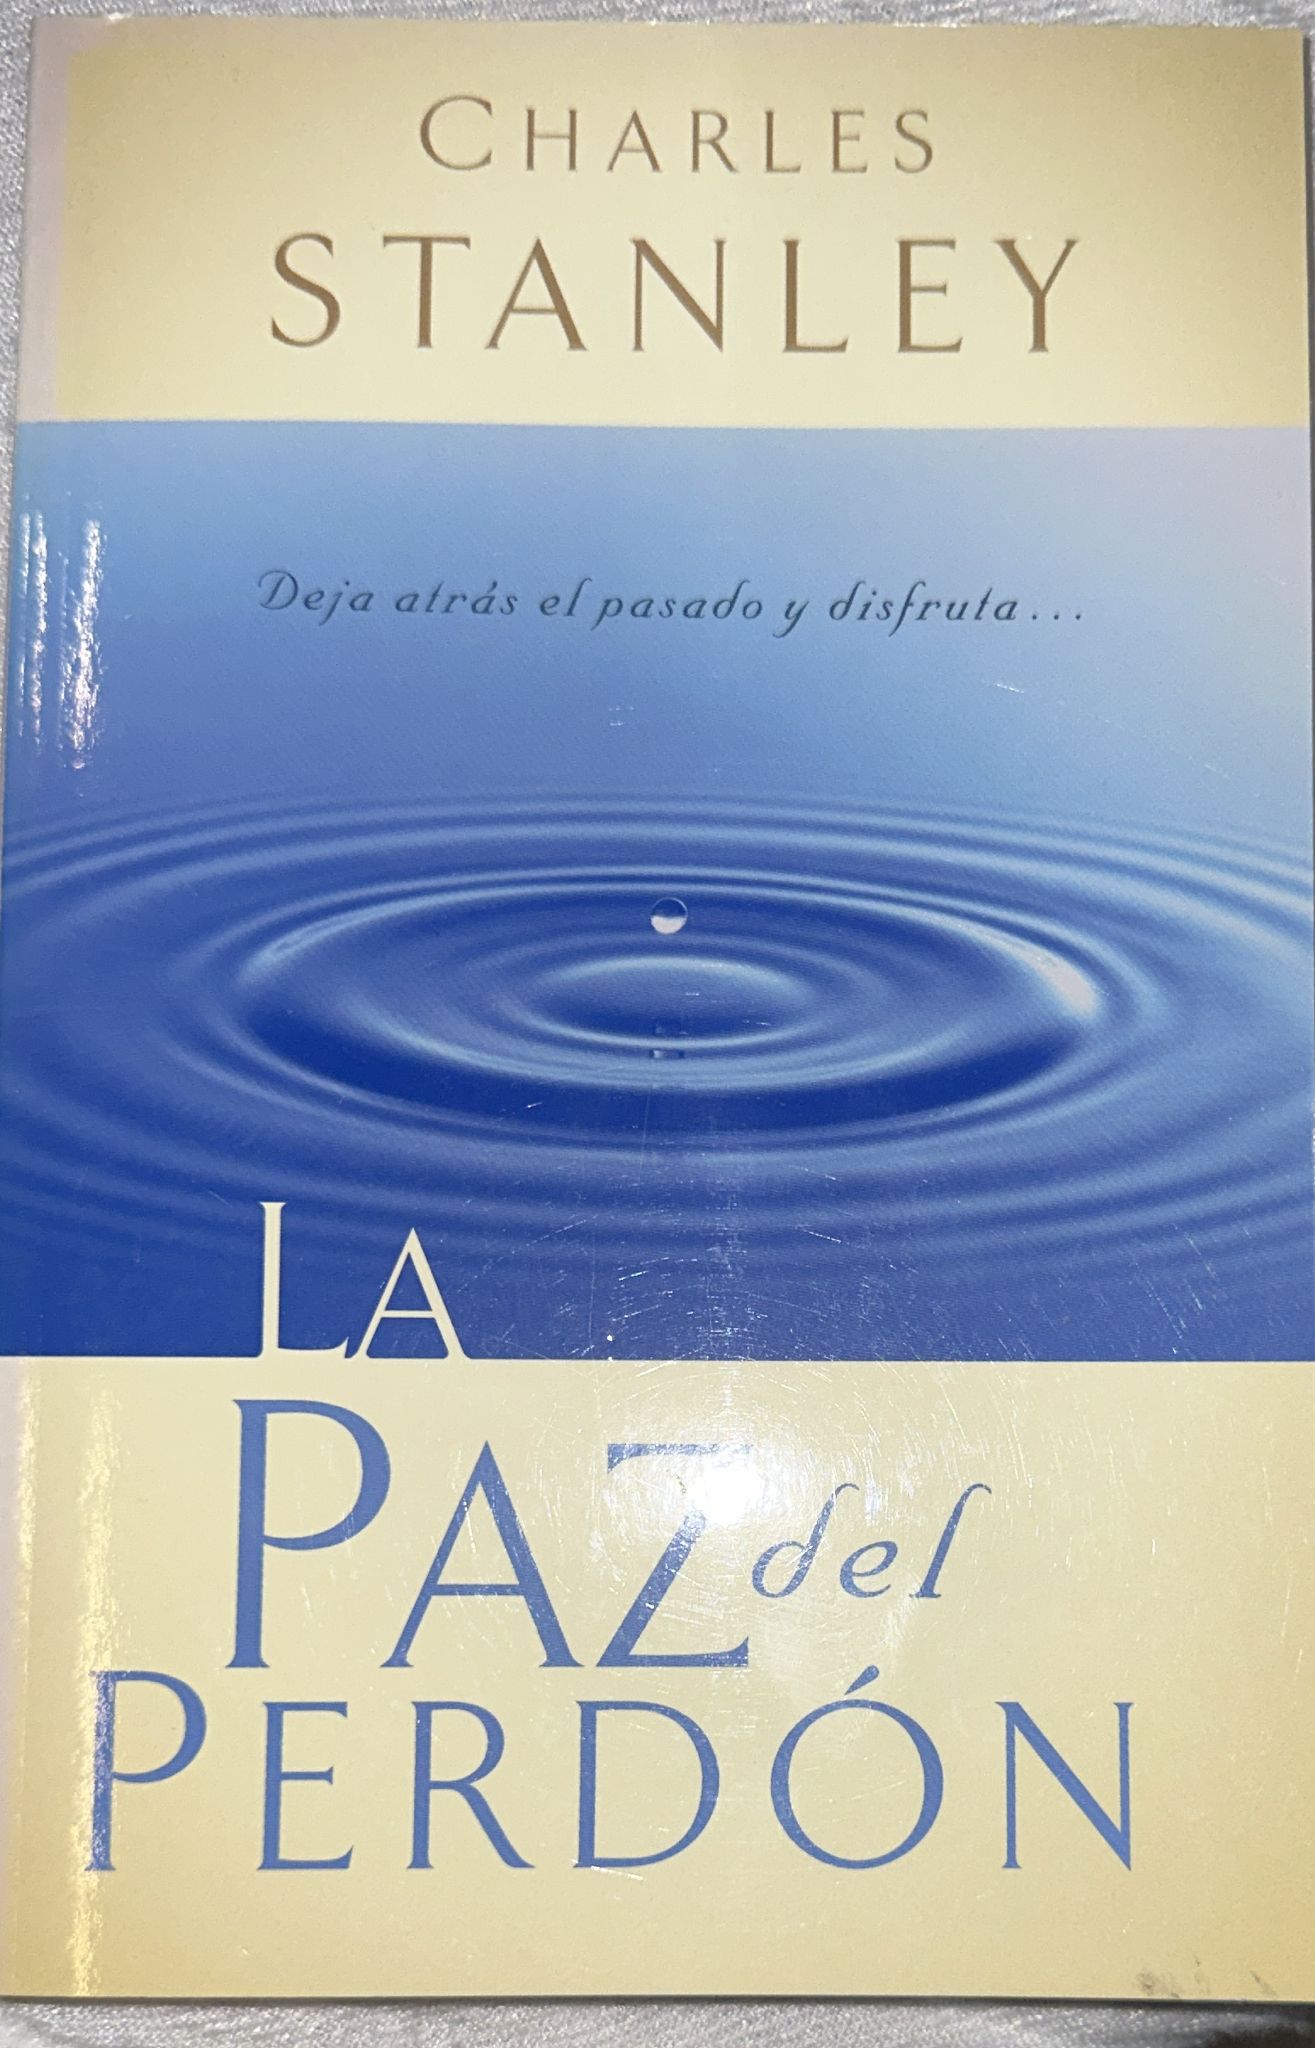 CHARLES
STANLEY
Deja atrás el pasado y disfruta...
LA
PAZ del
PERDÓN